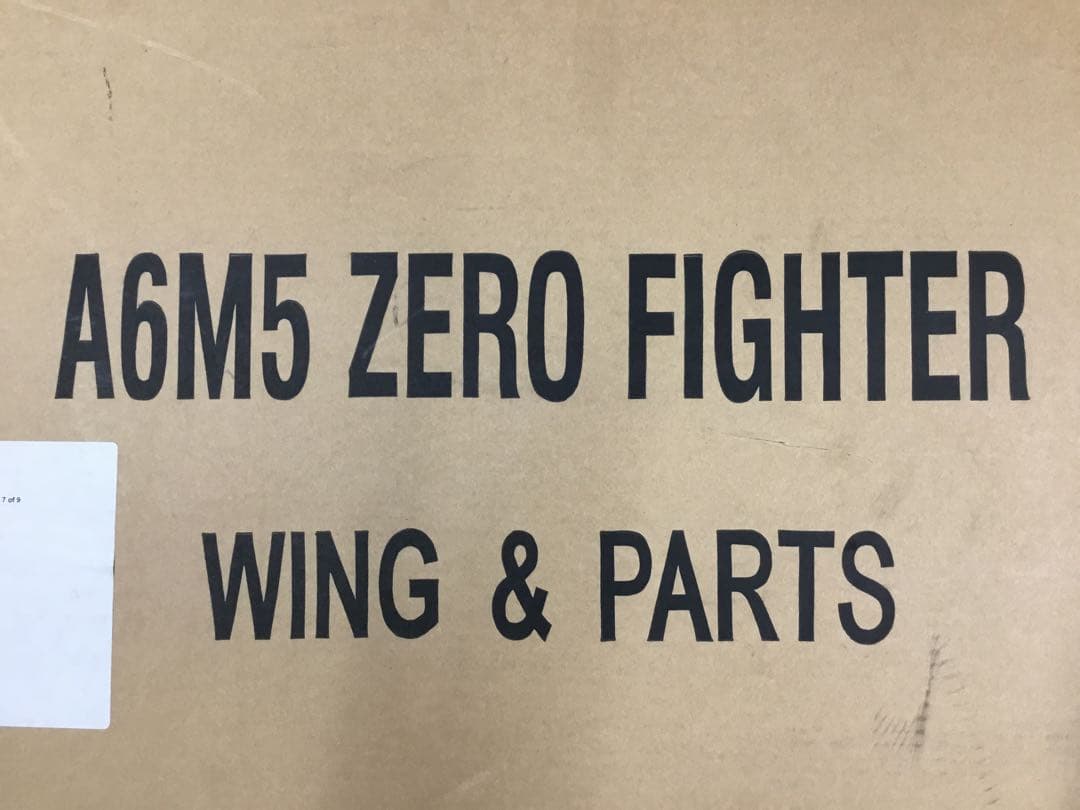 A6M5 ZERO FIGHTER
7 of 9
WING & PARTS